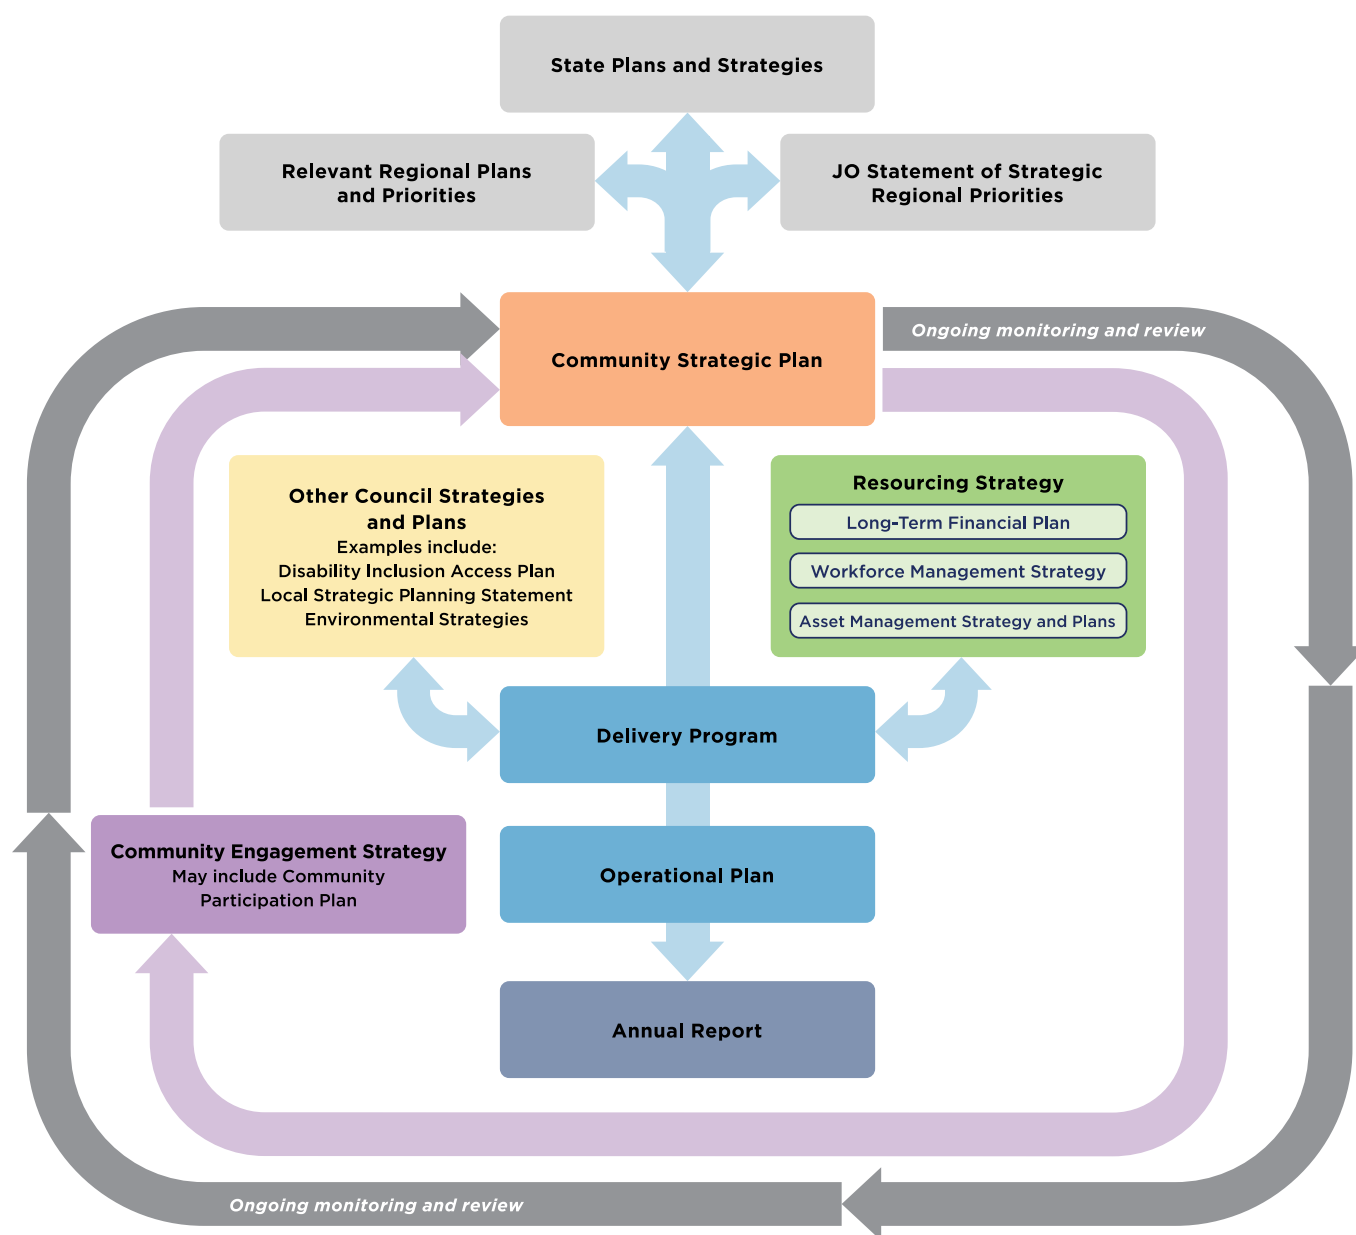 State Plans and Strategies
Relevant Regional Plans
and Priorities
JO Statement of Strategic
Regional Priorities
Community Strategic Plan
Ongoing monitoring and review
Other Council Strategies
and Plans
Examples include:
Disability Inclusion Access Plan
Local Strategic Planning Statement
Environmental Strategies
Resourcing Strategy
Long-Term Financial Plan
Workforce Management Strategy
Asset Management Strategy and Plans
Delivery Program
Community Engagement Strategy
May include Community
Participation Plan
Operational Plan
Annual Report
Ongoing monitoring and review